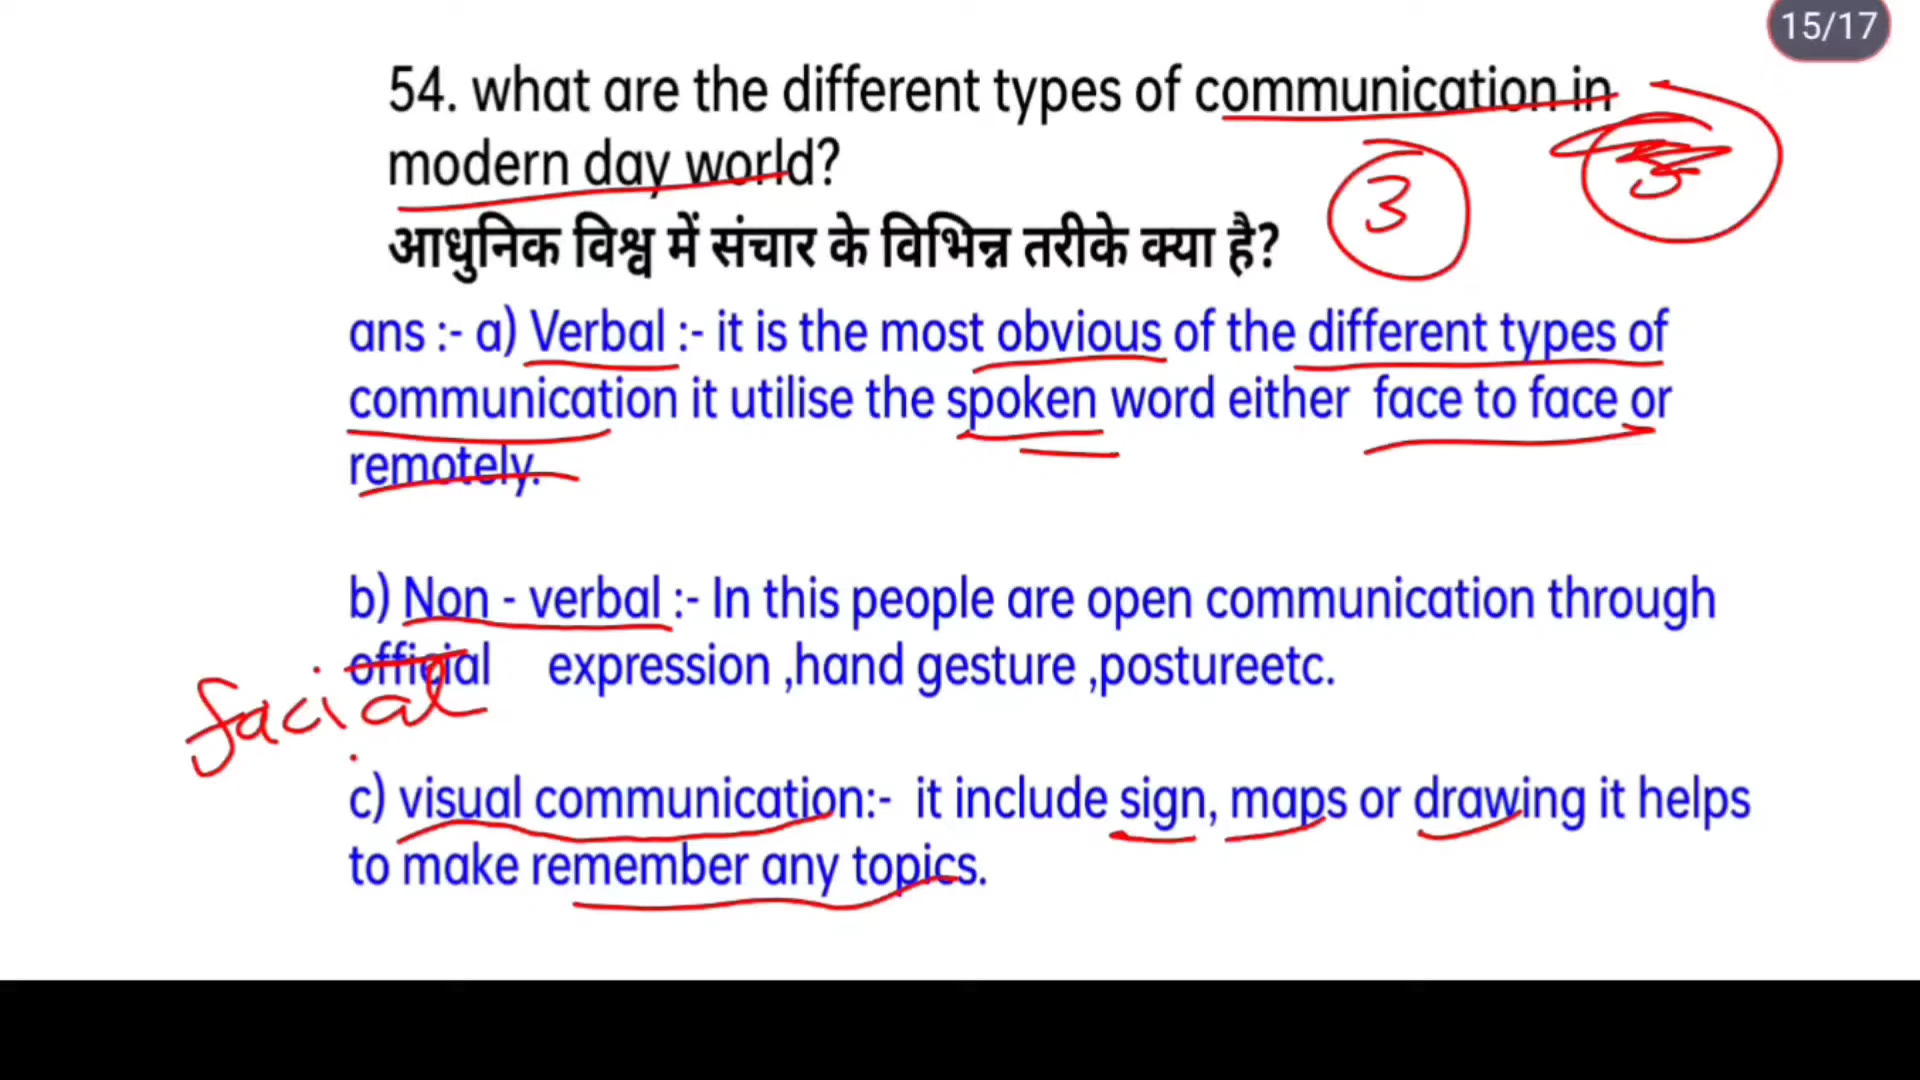 15/17
54. what are the different types of communication in
modern day world?
3
आधुनिक विश्व में संचार के विभिन्न तरीके क्या है?
ans :- a) Verbal :- it is the most obvious of the different types of
communication it utilise the spoken word either face to face or
remotely.
b) Non - verbal :- In this people are open communication through
official expression ,hand gesture ,postureetc.
facial
c) visual communication:- it include sign, maps or drawing it helps
to make remember any topics.